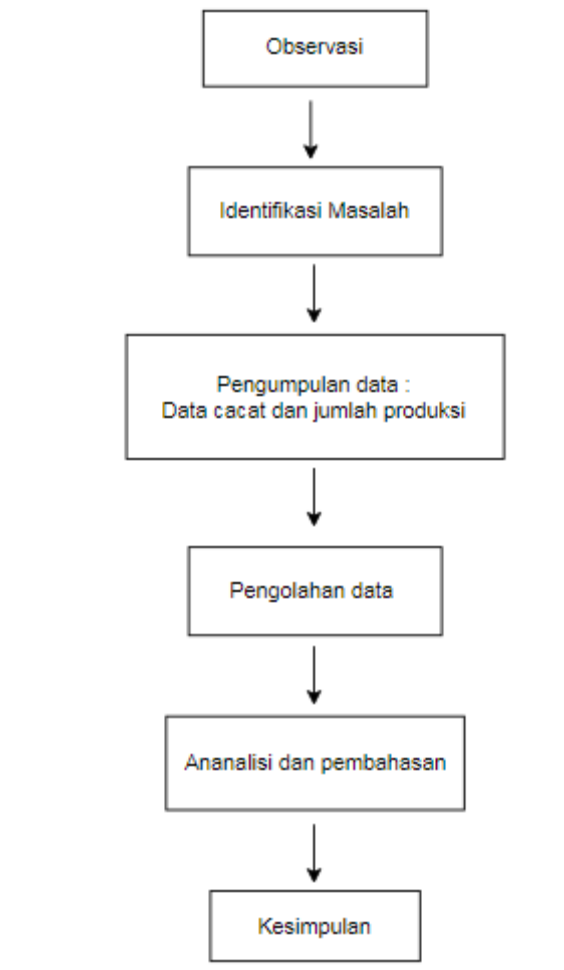 Observasi
Identifikasi Masalah
Pengumpulan data :
Data cacat dan jumlah produksi
Pengolahan data
Ananalisi dan pembahasan
Kesimpulan